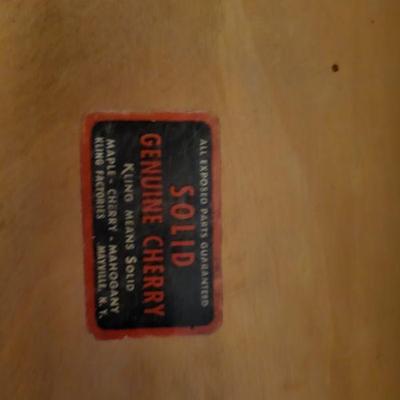 ALL EXPOSED PARTS GUARANTEED
SOLID
GENUINE CHERRY
KLING MEANS SOLID
MAPLE - CHERRY - MAHOGANY
KLING FACTORIES MAYVILLE, N. Y.